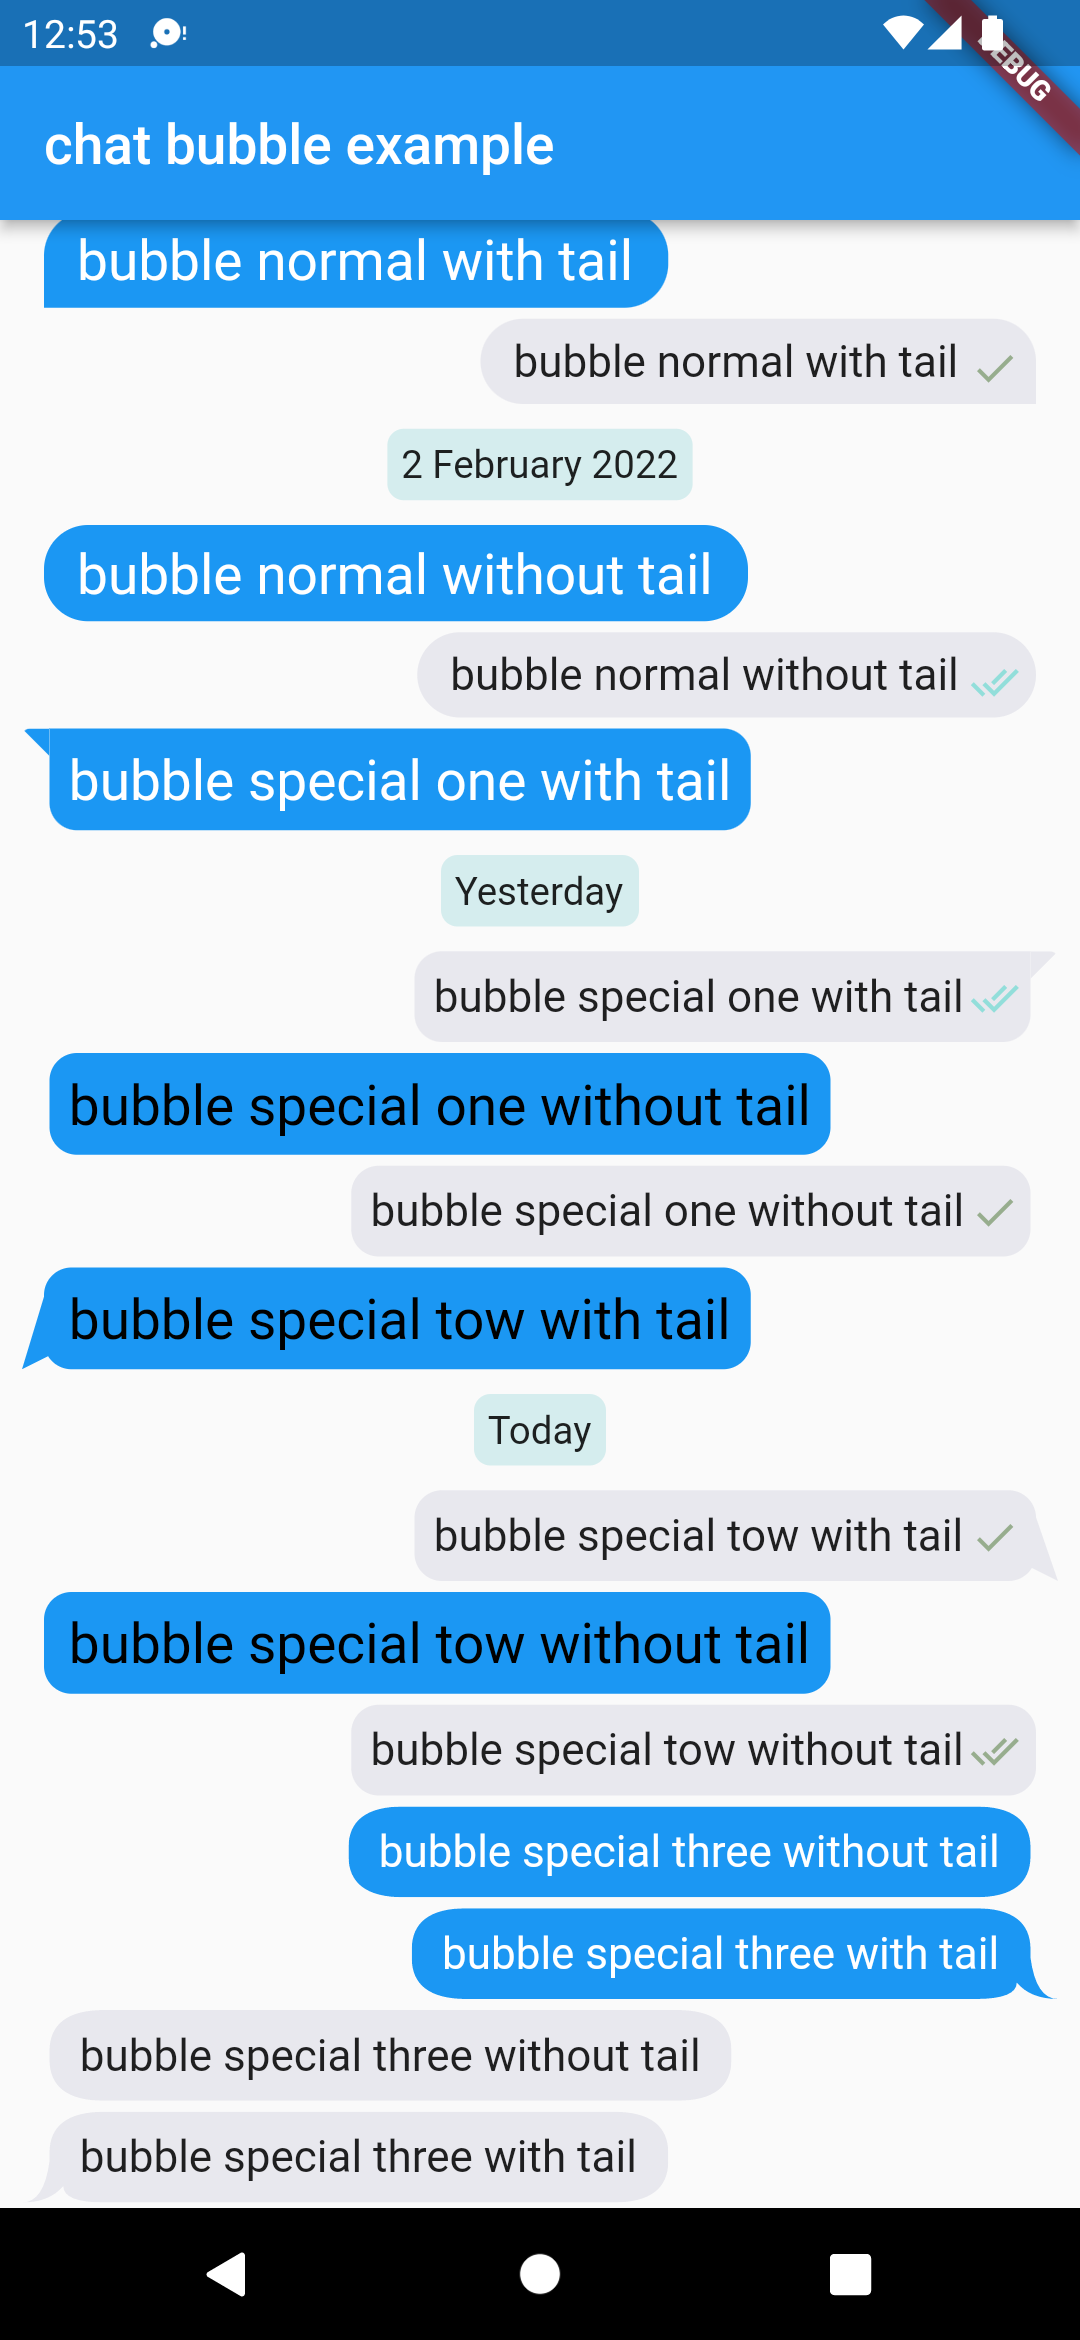 12:53
DEBUG
chat bubble example
bubble normal with tail
bubble normal with tail
2 February 2022
bubble normal without tail
bubble normal without tail
bubble special one with tail
Yesterday
bubble special one with tail
bubble special one without tail
bubble special one without tail
bubble special tow with tail
Today
bubble special tow with tail
bubble special tow without tail
bubble special tow without tail
bubble special three without tail
bubble special three with tail
bubble special three without tail
bubble special three with tail